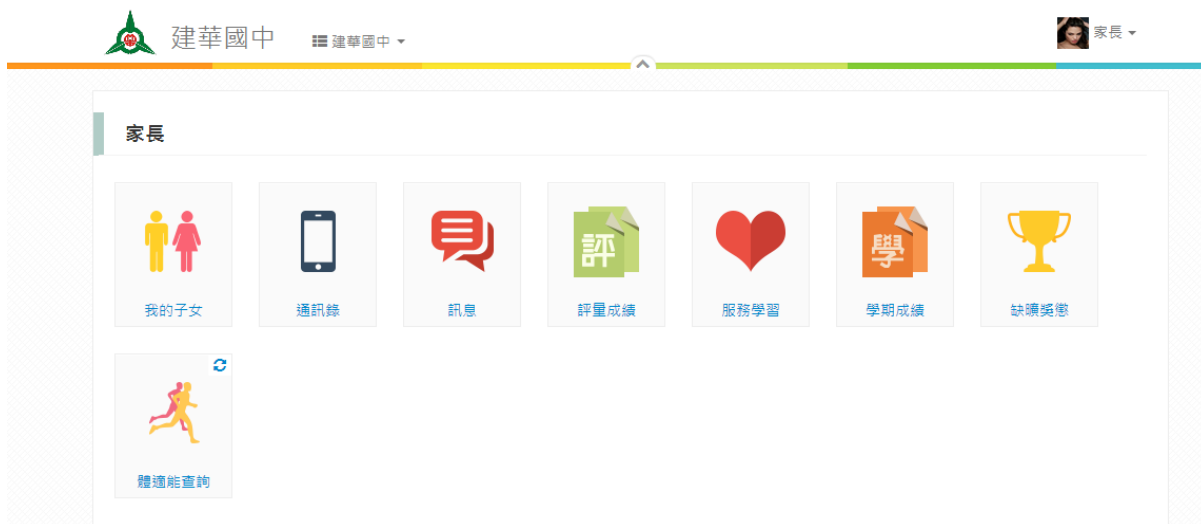 建華國中
建華國中
家長
家長
評
學
我的子女
通訊錄
訊息
評量成績
服務學習
學期成績
缺曠獎懲
體適能查詢